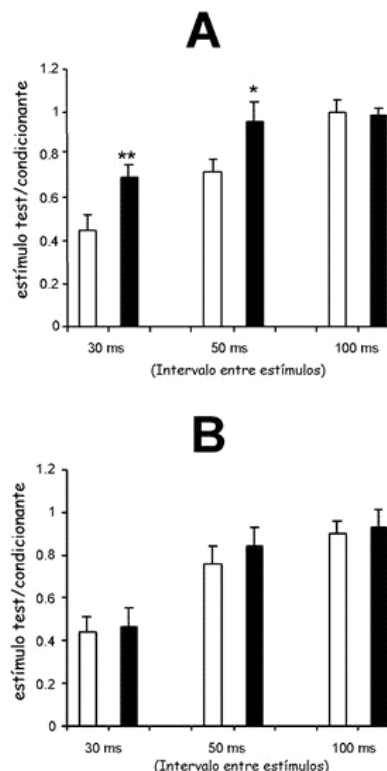 A
estímulo test/condicionante
1.2
1
0.8
0.6
0.4
0.2
0
**
*
30 ms
50 ms
100 ms
(Intervalo entre estímulos)
B
estímulo test/condicionante
1.2
1
0.8
0.6
0.4
0.2
0
30 ms
50 ms
100 ms
(Intervalo entre estímulos)